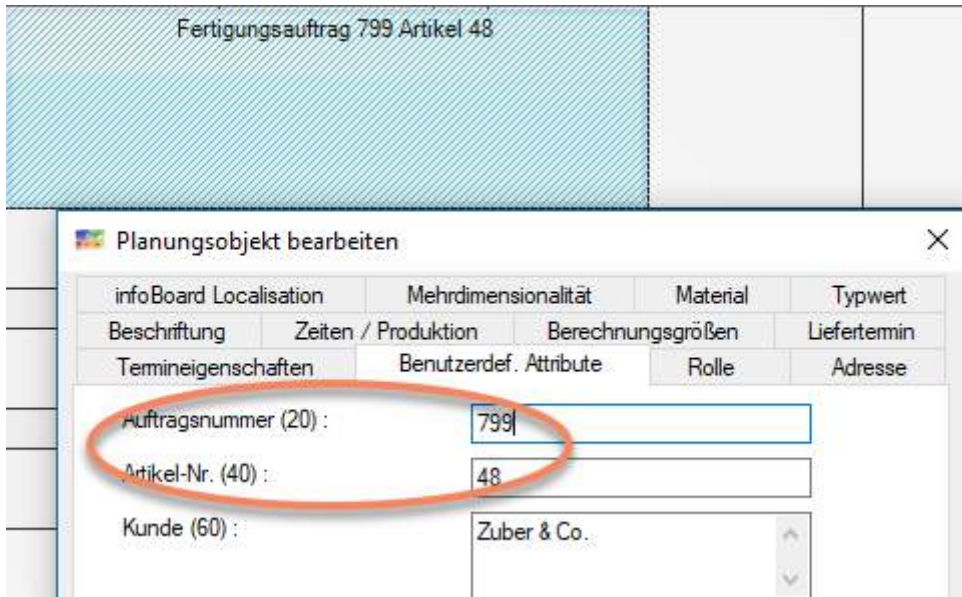 Fertigungsauftrag 799 Artikel 48
Planungsobjekt bearbeiten
infoBoard Localisation Mehrdimensionalität Material Typwert
Beschriftung Zeiten / Produktion Berechnungsgrößen Liefertermin
Termineigenschaften Benutzerdef. Attribute Rolle Adresse
Auftragsnummer (20) : 799
Artikel-Nr. (40) : 48
Kunde (60) : Zuber & Co.